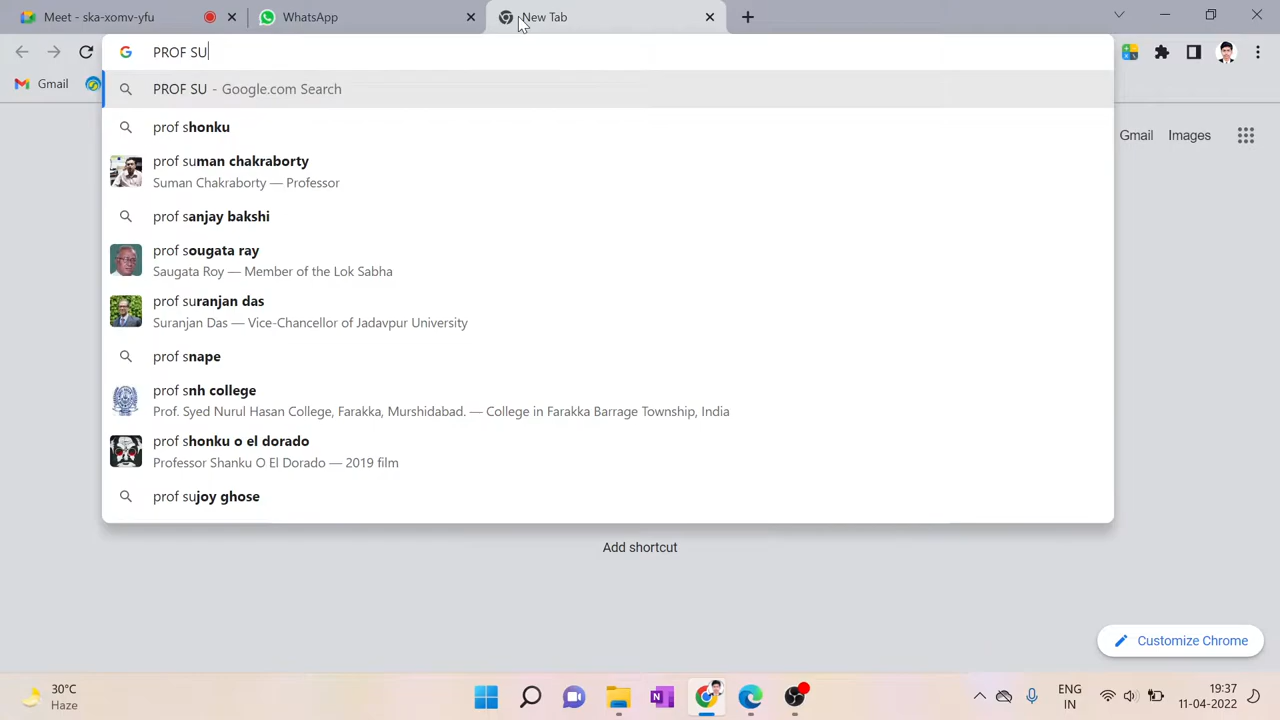 Meet - ska-xomv-yfu
WhatsApp
New Tab
PROF SU
Gmail
PROF SU - Google.com Search
prof shonku
prof suman chakraborty
Suman Chakraborty — Professor
prof sanjay bakshi
prof sougata ray
Saugata Roy — Member of the Lok Sabha
prof suranjan das
Suranjan Das — Vice-Chancellor of Jadavpur University
prof snape
prof snh college
Prof. Syed Nurul Hasan College, Farakka, Murshidabad. — College in Farakka Barrage Township, India
prof shonku o el dorado
Professor Shanku O El Dorado — 2019 film
prof sujoy ghose
Gmail Images
Add shortcut
Customize Chrome
30°C
Haze
ENG
IN
19:37
11-04-2022